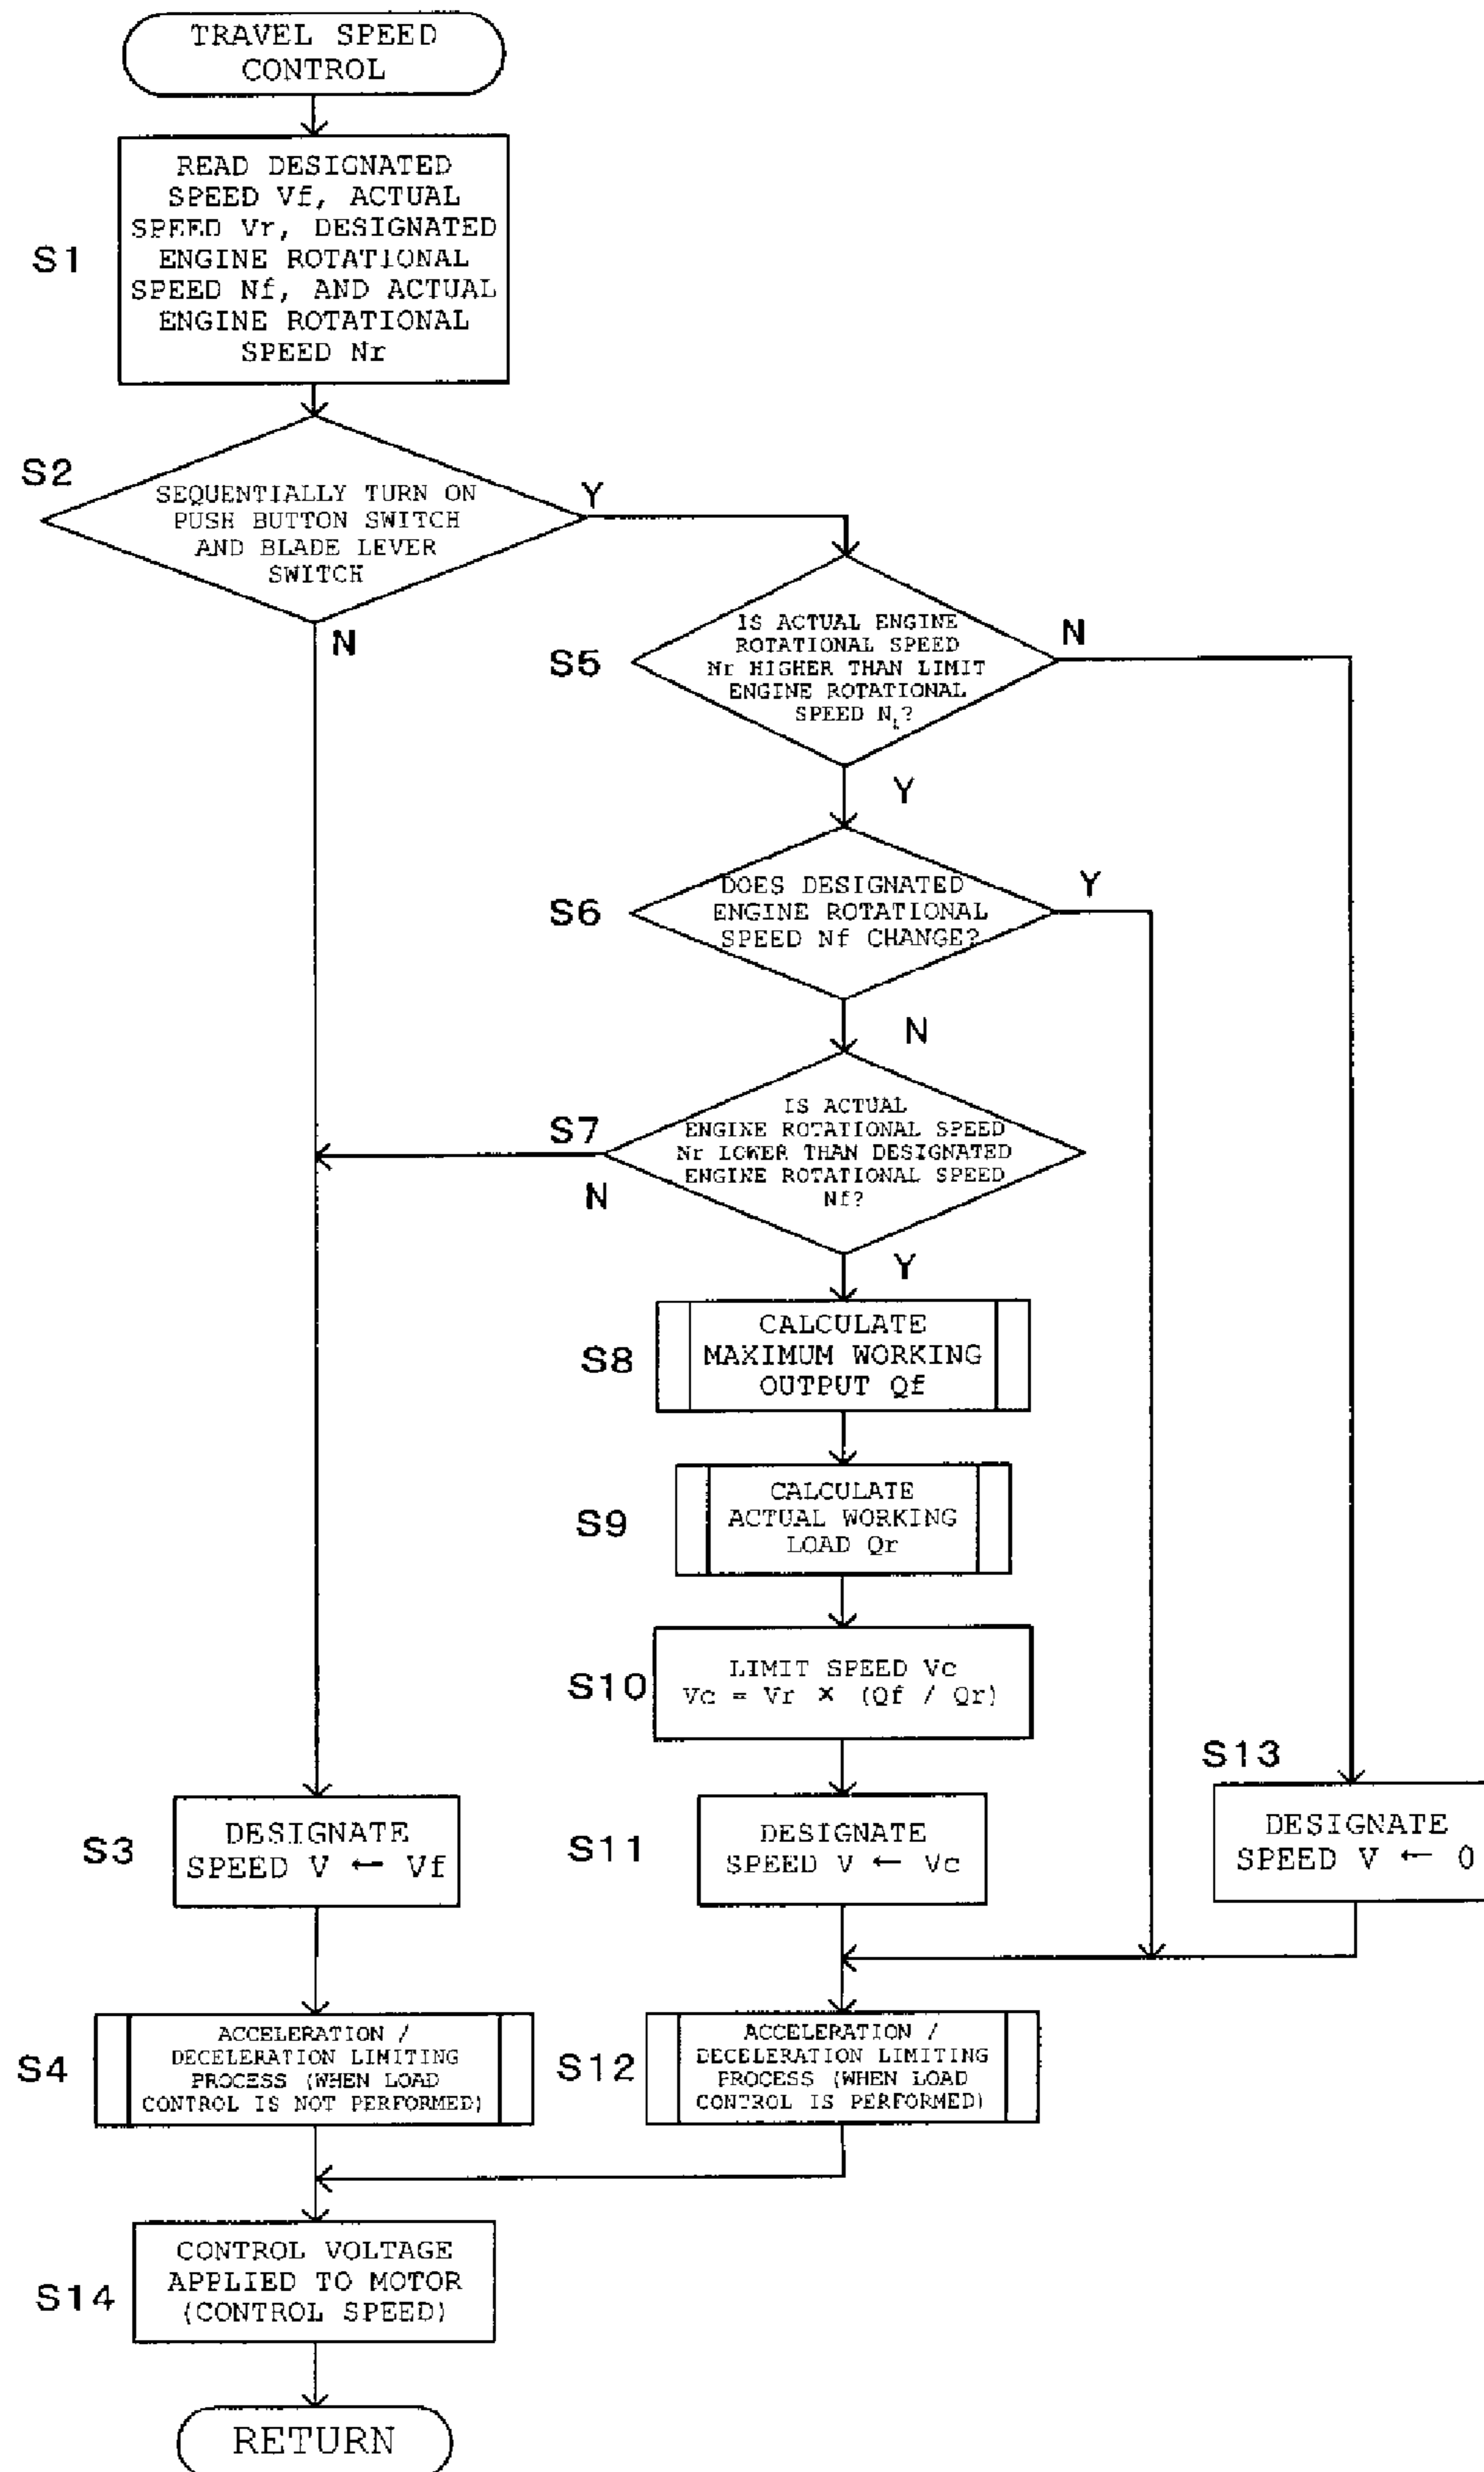 TRAVEL SPEED
CONTROL
S1
READ DESIGNATED
SPEED Vf, ACTUAL
SPEED Vr, DESIGNATED
ENGINE ROTATIONAL
SPEED Nf, AND ACTUAL
ENGINE ROTATIONAL
SPEED Nr
S2
SEQUENTIALLY TURN ON
PUSH BUTTON SWITCH
AND BLADE LEVER
SWITCH
Y
N
S5
IS ACTUAL ENGINE
ROTATIONAL SPEED
Nr HIGHER THAN LIMIT
ENGINE ROTATIONAL
SPEED NL?
N
Y
S6
DOES DESIGNATED
ENGINE ROTATIONAL
SPEED Nf CHANGE?
Y
N
S7
IS ACTUAL
ENGINE ROTATIONAL SPEED
Nr LOWER THAN DESIGNATED
ENGINE ROTATIONAL SPEED
Nf?
N
Y
S8
CALCULATE
MAXIMUM WORKING
OUTPUT Qf
S9
CALCULATE
ACTUAL WORKING
LOAD Qr
S10
LIMIT SPEED Vc
Vc = Vr × (Qf / Qr)
S3
DESIGNATE
SPEED V ← Vf
S11
DESIGNATE
SPEED V ← Vc
S13
DESIGNATE
SPEED V ← 0
S4
ACCELERATION /
DECELERATION LIMITING
PROCESS (WHEN LOAD
CONTROL IS NOT PERFORMED)
S12
ACCELERATION /
DECELERATION LIMITING
PROCESS (WHEN LOAD
CONTROL IS PERFORMED)
S14
CONTROL VOLTAGE
APPLIED TO MOTOR
(CONTROL SPEED)
RETURN